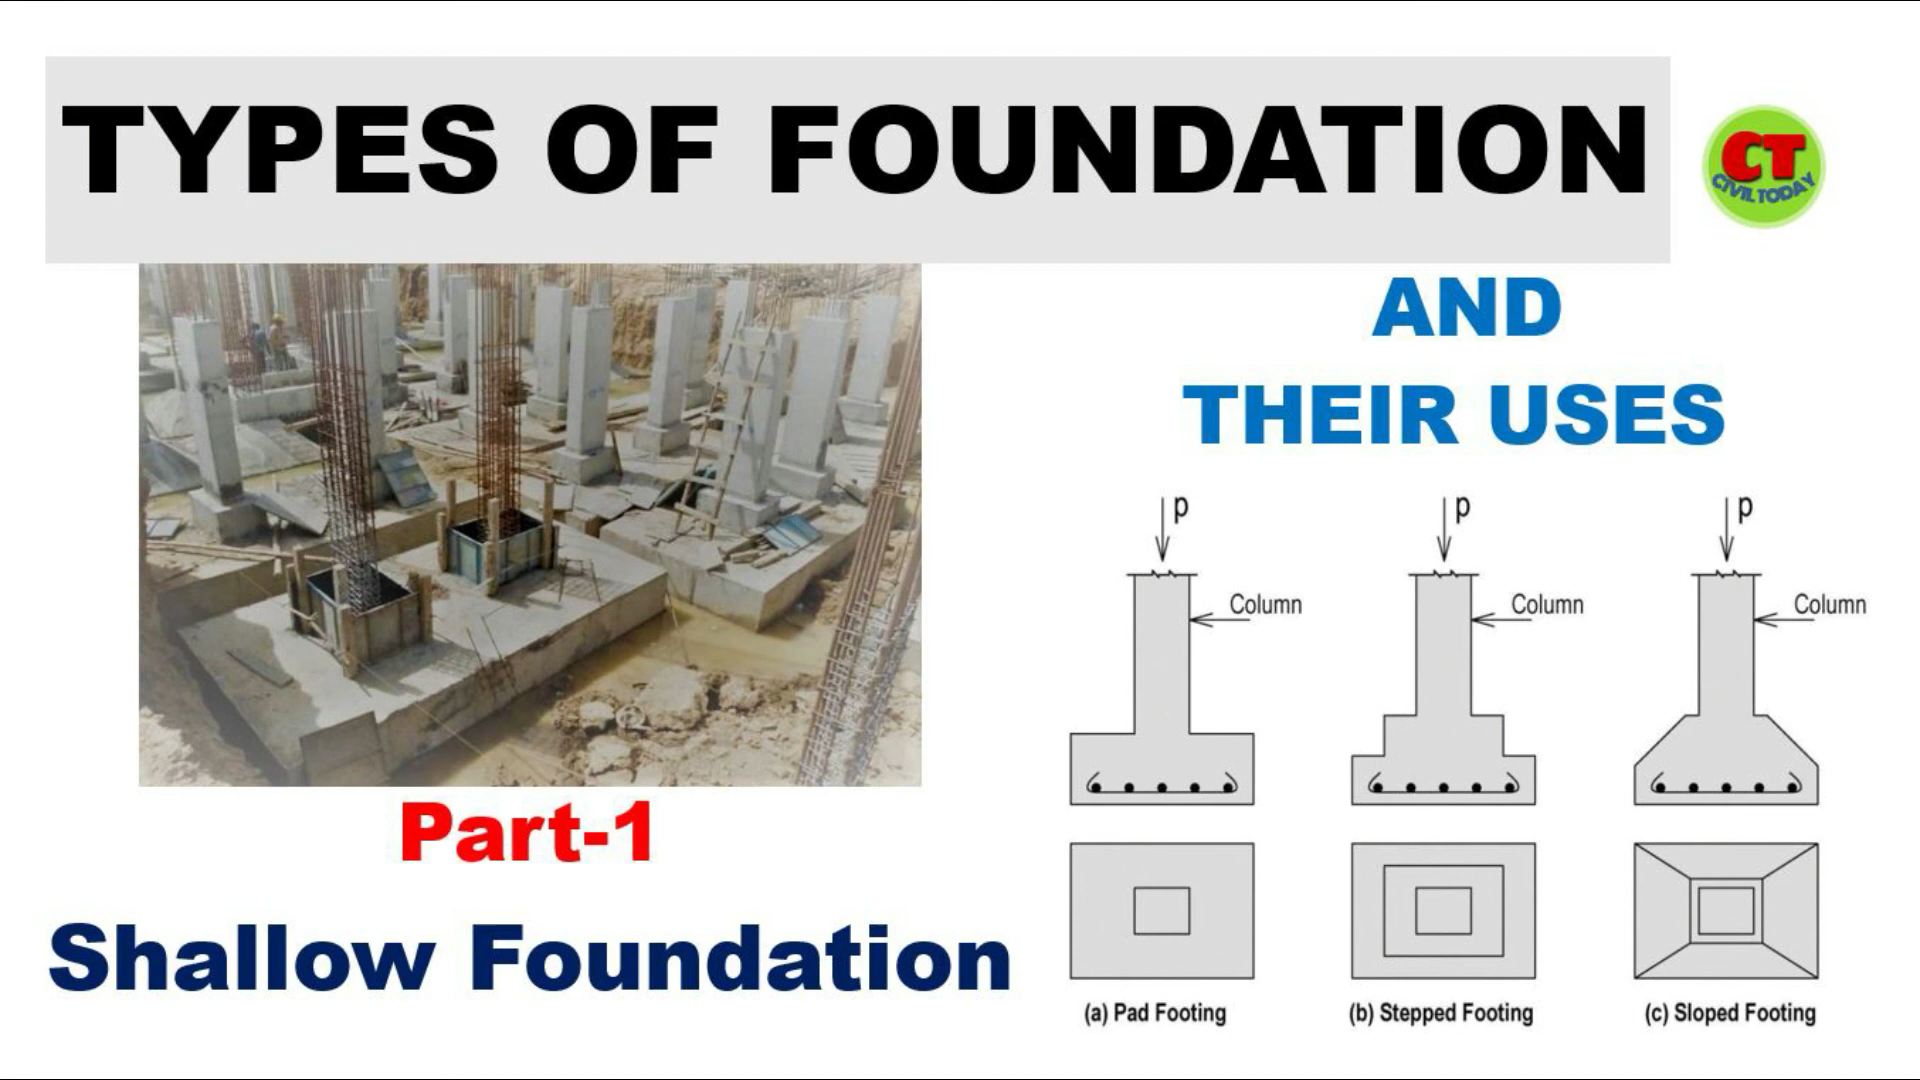 TYPES OF FOUNDATION
CT
CIVIL TODAY
AND
THEIR USES
p
p
p
Column
Column
Column
Part-1
Shallow Foundation
(a) Pad Footing
(b) Stepped Footing
(c) Sloped Footing